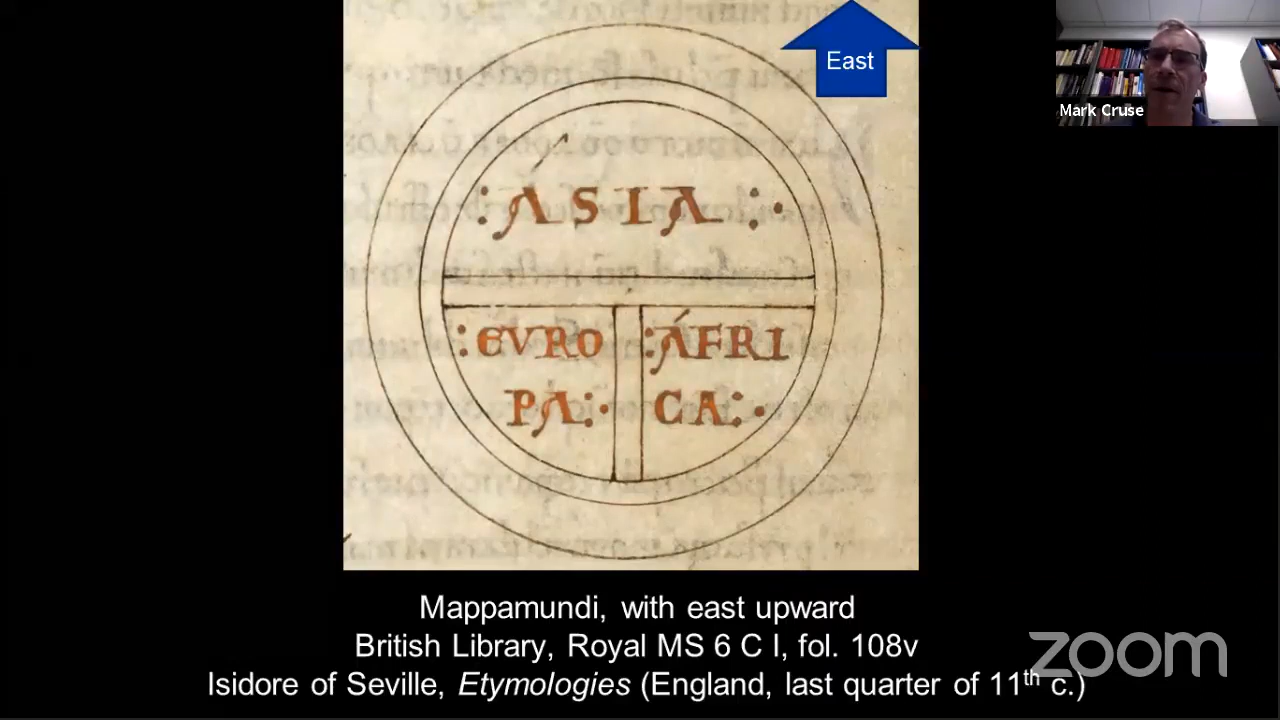 East
Mark Cruse
:ASIA:·
:EVRO
PA:·
:ÁFRI
CA:·
Mappamundi, with east upward
British Library, Royal MS 6 C I, fol. 108v
Isidore of Seville, Etymologies (England, last quarter of 11th c.)
zoom